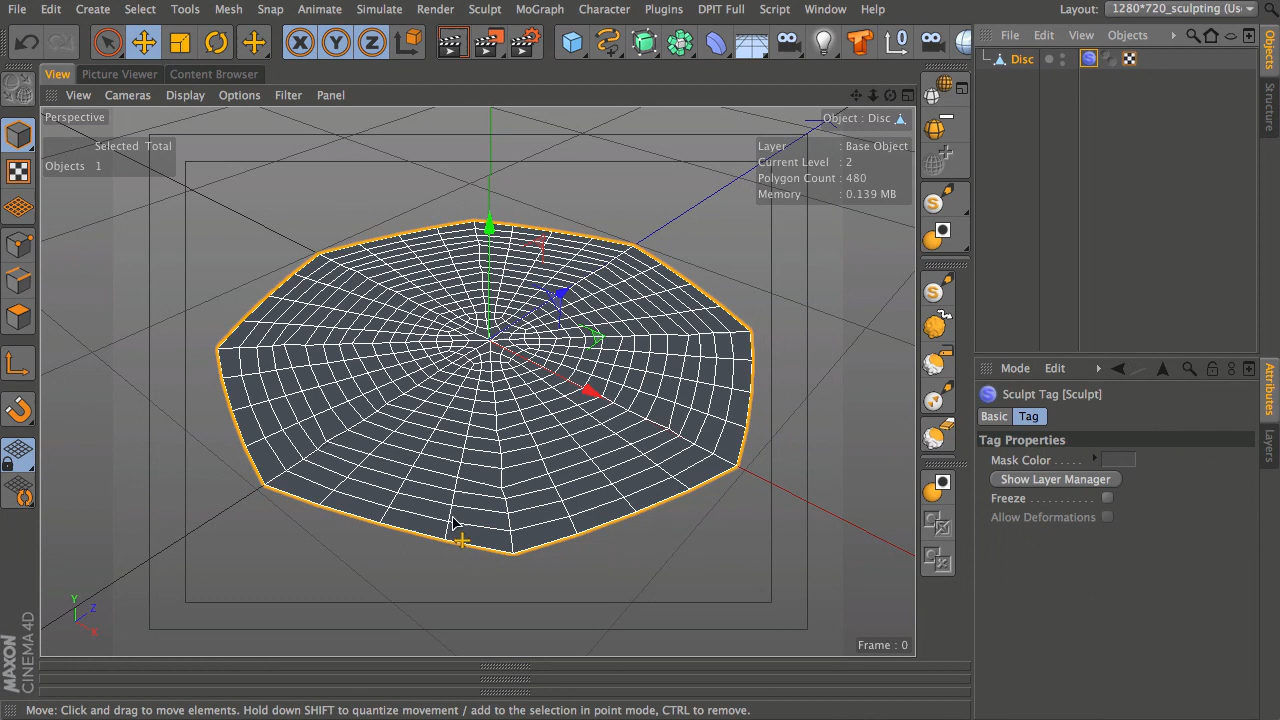 File Edit Create Select Tools Mesh Snap Animate Simulate Render Sculpt MoGraph Character Plugins DPIT Full Script Window Help Layout: 1280*720_sculpting (Use
File Edit View Objects
View Picture Viewer Content Browser
View Cameras Display Options Filter Panel
Disc
Perspective
Object : Disc
Selected Total
Objects 1
Layer : Base Object
Current Level : 2
Polygon Count : 480
Memory : 0.139 MB
Objects
Structure
Mode Edit
Sculpt Tag [Sculpt]
Basic Tag
Tag Properties
Mask Color . . . . .
Show Layer Manager
Freeze . . . . . . . . . .
Allow Deformations
Attributes
Layers
Y
Z
X
Frame : 0
MAXON
CINEMA 4D
Move: Click and drag to move elements. Hold down SHIFT to quantize movement / add to the selection in point mode, CTRL to remove.